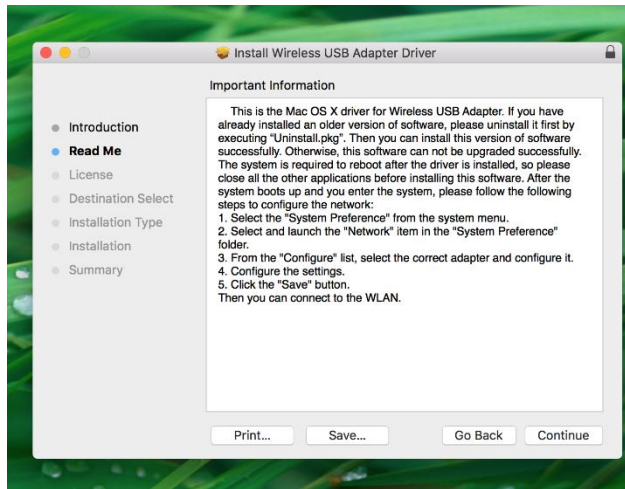 Install Wireless USB Adapter Driver
Important Information
Introduction
Read Me
License
Destination Select
Installation Type
Installation
Summary
This is the Mac OS X driver for Wireless USB Adapter. If you have
already installed an older version of software, please uninstall it first by
executing “Uninstall.pkg”. Then you can install this version of software
successfully. Otherwise, this software can not be upgraded successfully.
The system is required to reboot after the driver is installed, so please
close all the other applications before installing this software. After the
system boots up and you enter the system, please follow the following
steps to configure the network:
1. Select the "System Preference" from the system menu.
2. Select and launch the "Network" item in the "System Preference"
folder.
3. From the "Configure" list, select the correct adapter and configure it.
4. Configure the settings.
5. Click the "Save" button.
Then you can connect to the WLAN.
Print...
Save...
Go Back
Continue